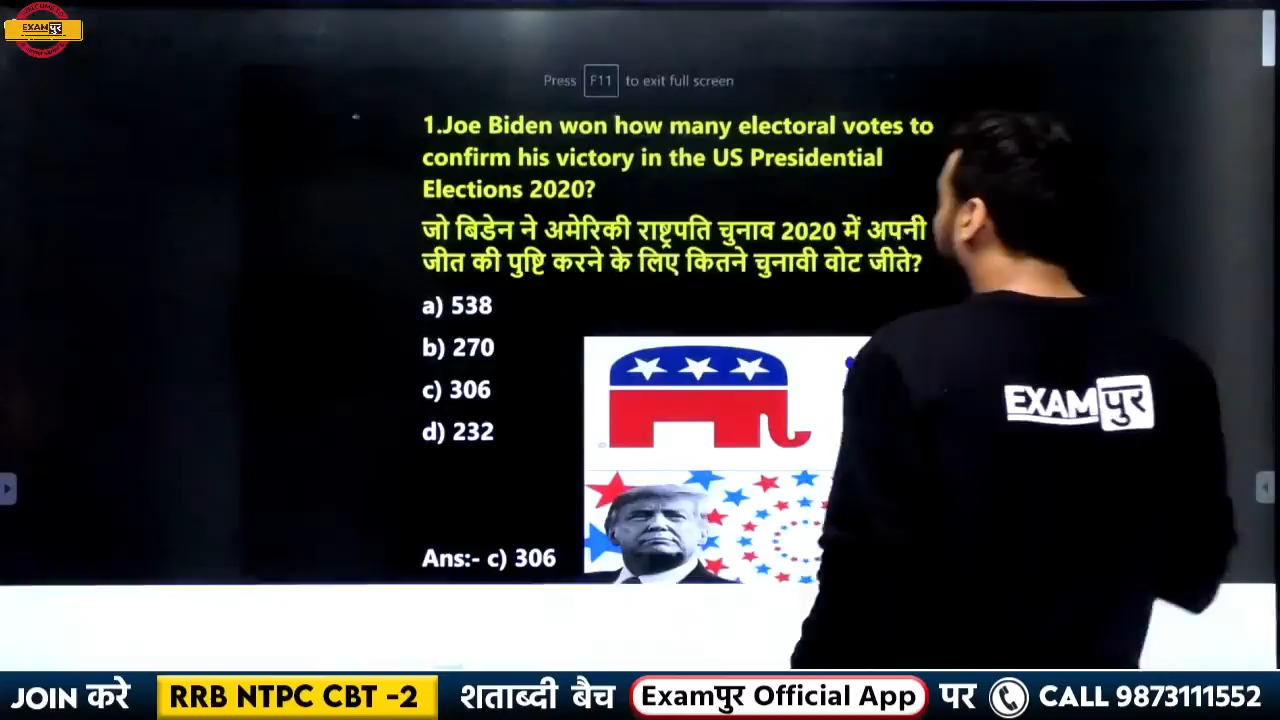 EXAMपुर
Press F11 to exit full screen
1.Joe Biden won how many electoral votes to
confirm his victory in the US Presidential
Elections 2020?
जो बिडेन ने अमेरिकी राष्ट्रपति चुनाव 2020 में अपनी
जीत की पुष्टि करने के लिए कितने चुनावी वोट जीते?
a) 538
b) 270
c) 306
d) 232
Ans:- c) 306
EXAMपुर
JOIN करे RRB NTPC CBT -2 शताब्दी बैच Examपुर Official App पर CALL 9873111552